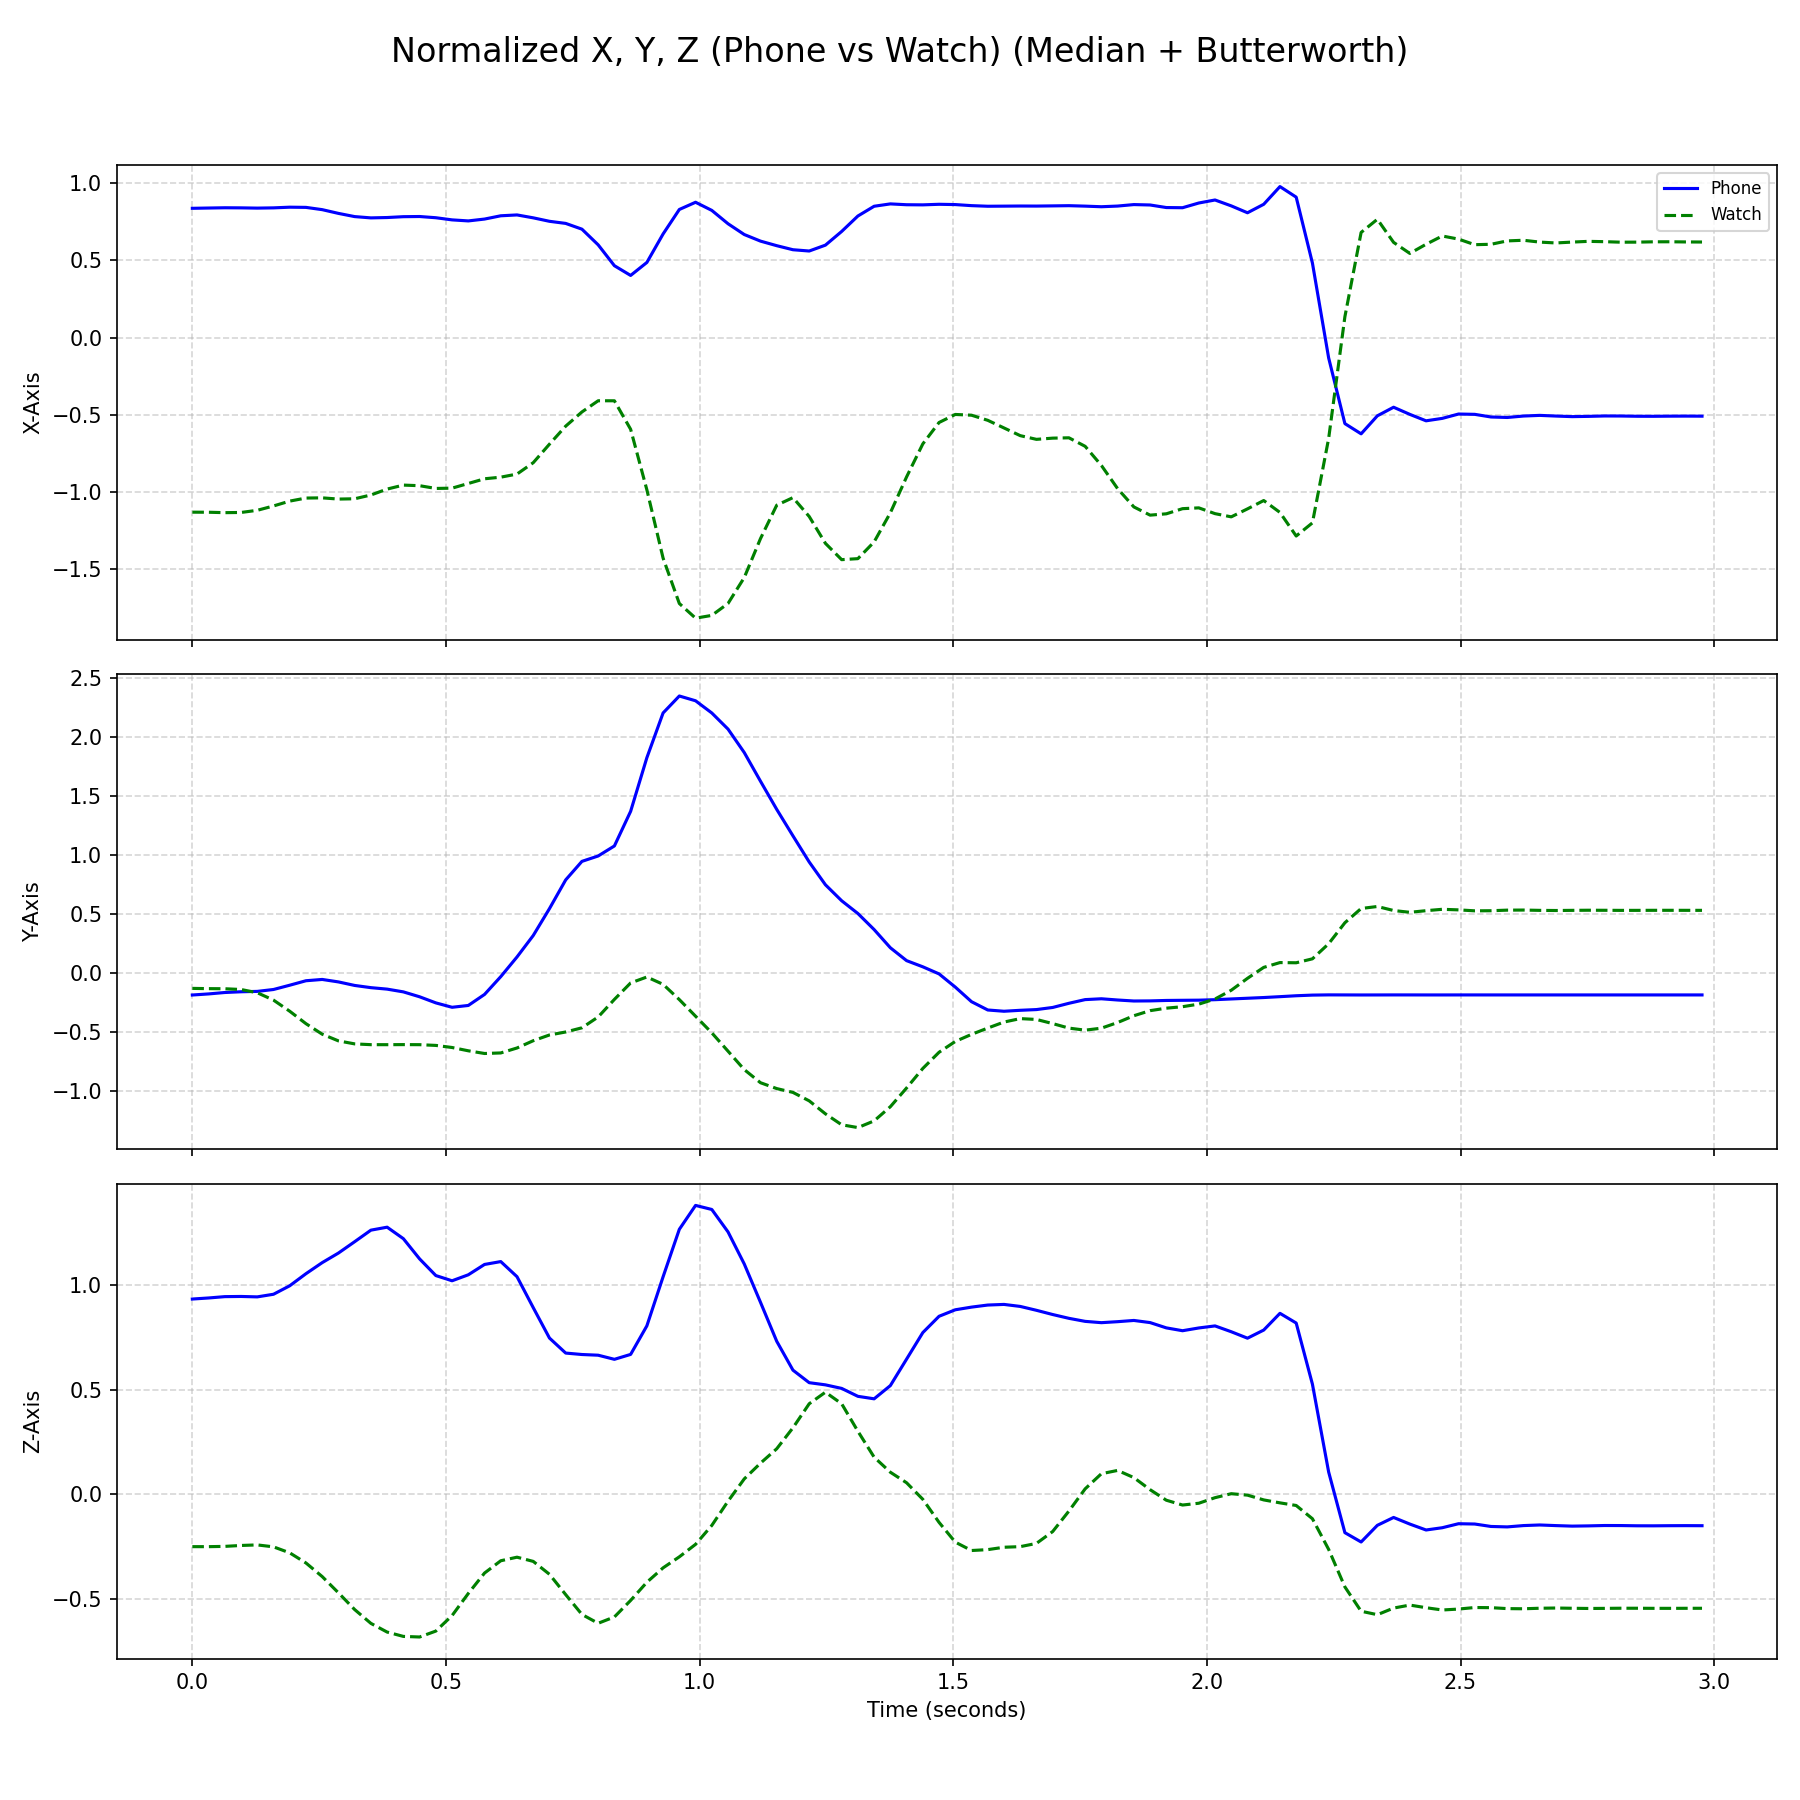 Normalized X, Y, Z (Phone vs Watch) (Median + Butterworth)
Phone
Watch
X-Axis
1.0
0.5
0.0
−0.5
−1.0
−1.5
Y-Axis
2.5
2.0
1.5
1.0
0.5
0.0
−0.5
−1.0
Z-Axis
1.0
0.5
0.0
−0.5
0.0 0.5 1.0 1.5 2.0 2.5 3.0
Time (seconds)